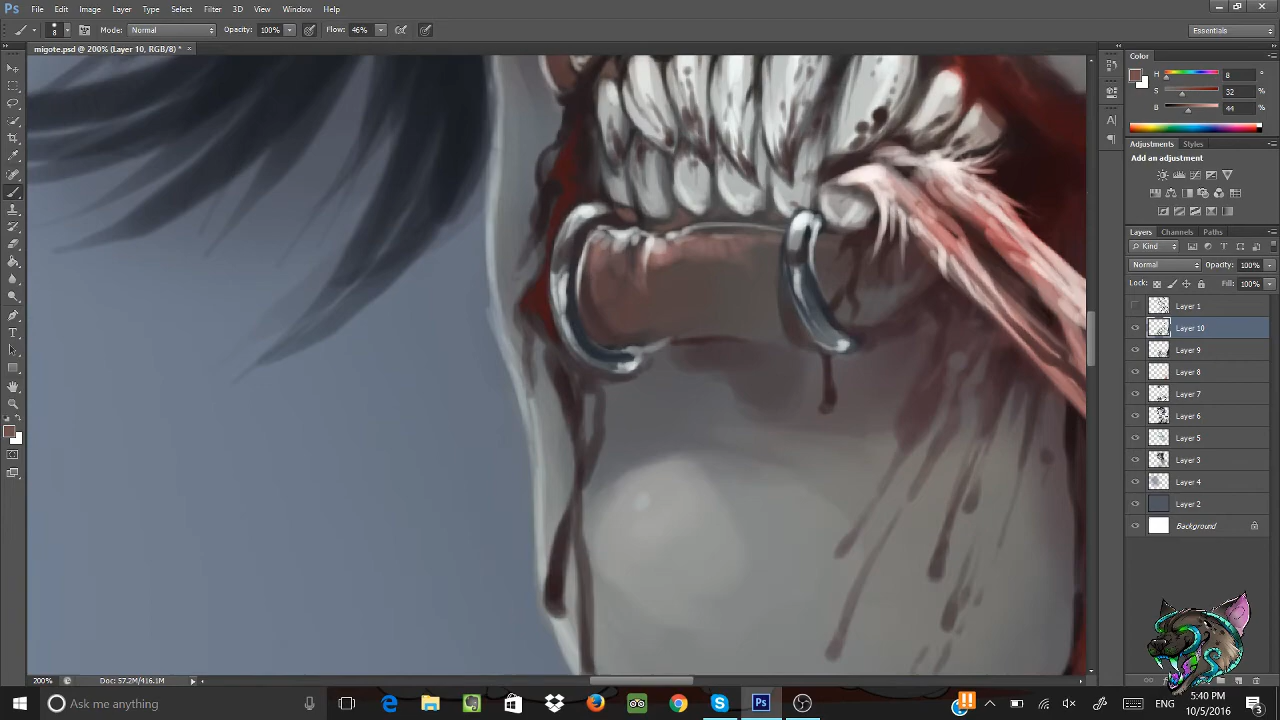 Ps File Edit Image Layer Type Select Filter 3D View Window Help
8 Mode: Normal Opacity: 100% Flow: 46% Essentials
migote.psd @ 200% (Layer 10, RGB/8) * ×
Color
H 8 °
S 32 %
B 44 %
Adjustments Styles
Add an adjustment
Layers Channels Paths
Kind
Normal Opacity: 100%
Lock: Fill: 100%
Layer 1
Layer 10
Layer 9
Layer 8
Layer 7
Layer 6
Layer 5
Layer 3
Layer 4
Layer 2
Background
200% Doc: 57.2M/416.1M
Ask me anything
5:40 PM
10/5/2016
3